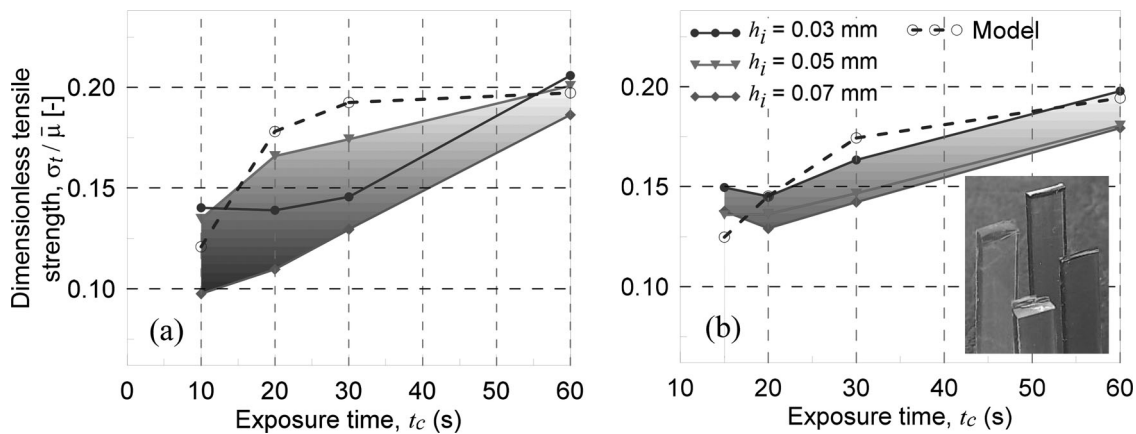 Dimensionless tensile
strength, σt / μ̄ [-]
0.20
0.15
0.10
(a)
0 10 20 30 40 50 60
Exposure time, tc (s)
hi = 0.03 mm
hi = 0.05 mm
hi = 0.07 mm
Model
0.20
0.15
0.10
(b)
10 20 30 40 50 60
Exposure time, tc (s)